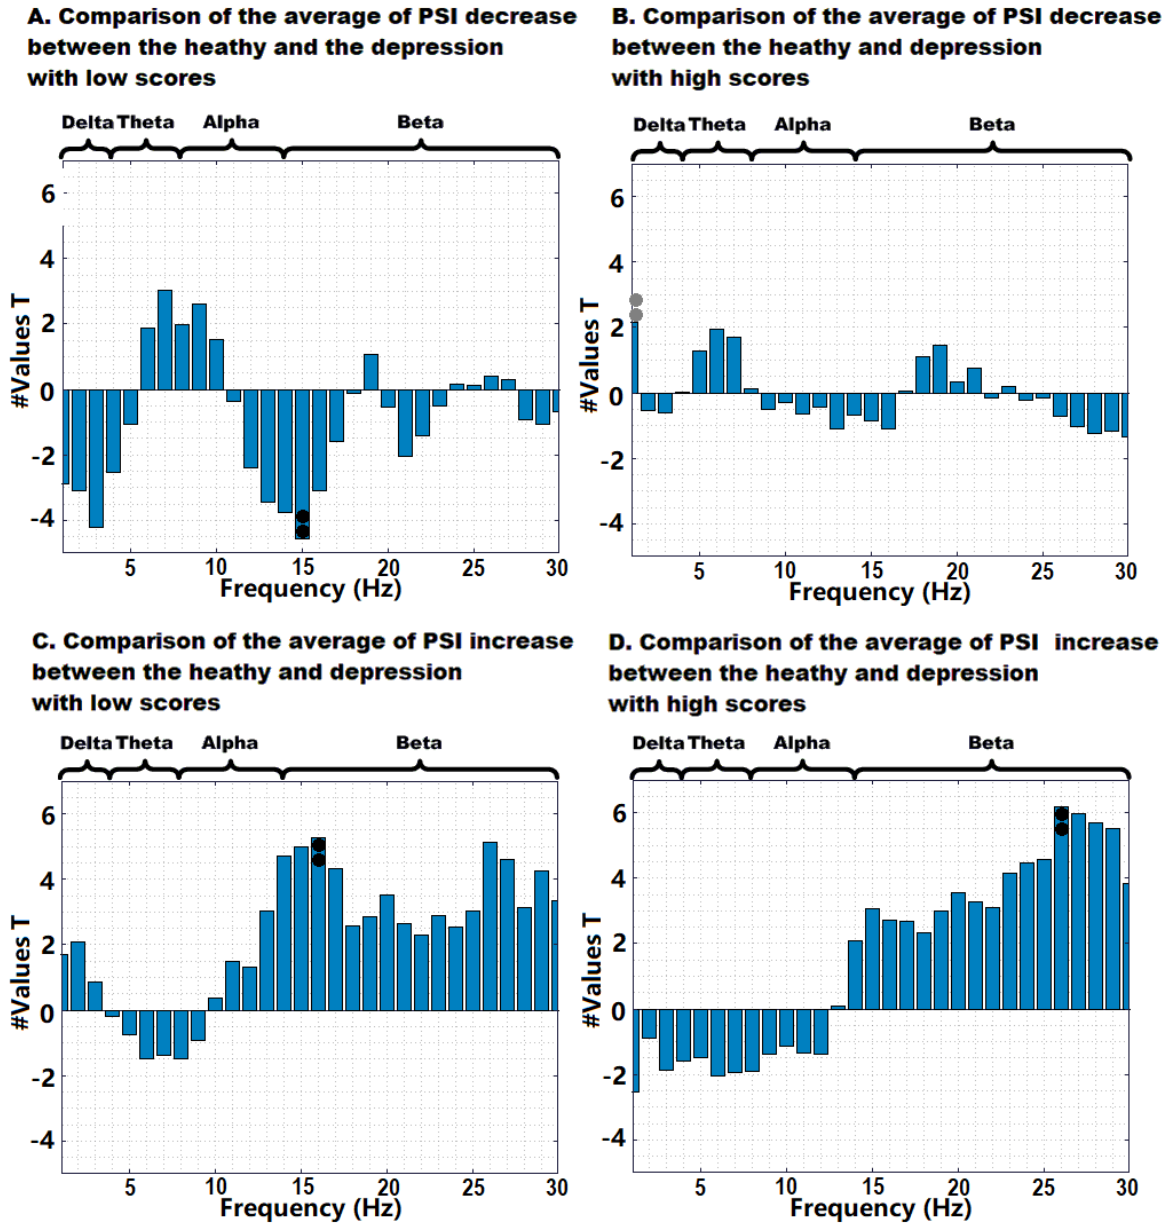 A. Comparison of the average of PSI decrease
between the heathy and the depression
with low scores
Delta Theta Alpha Beta
#Values T
6
4
2
0
-2
-4
5 10 15 20 25 30
Frequency (Hz)
B. Comparison of the average of PSI decrease
between the heathy and depression
with high scores
Delta Theta Alpha Beta
#Values T
6
4
2
0
-2
-4
5 10 15 20 25 30
Frequency (Hz)
C. Comparison of the average of PSI increase
between the heathy and depression
with low scores
Delta Theta Alpha Beta
#Values T
6
4
2
0
-2
-4
5 10 15 20 25 30
Frequency (Hz)
D. Comparison of the average of PSI increase
between the heathy and depression
with high scores
Delta Theta Alpha Beta
#Values T
6
4
2
0
-2
-4
5 10 15 20 25 30
Frequency (Hz)